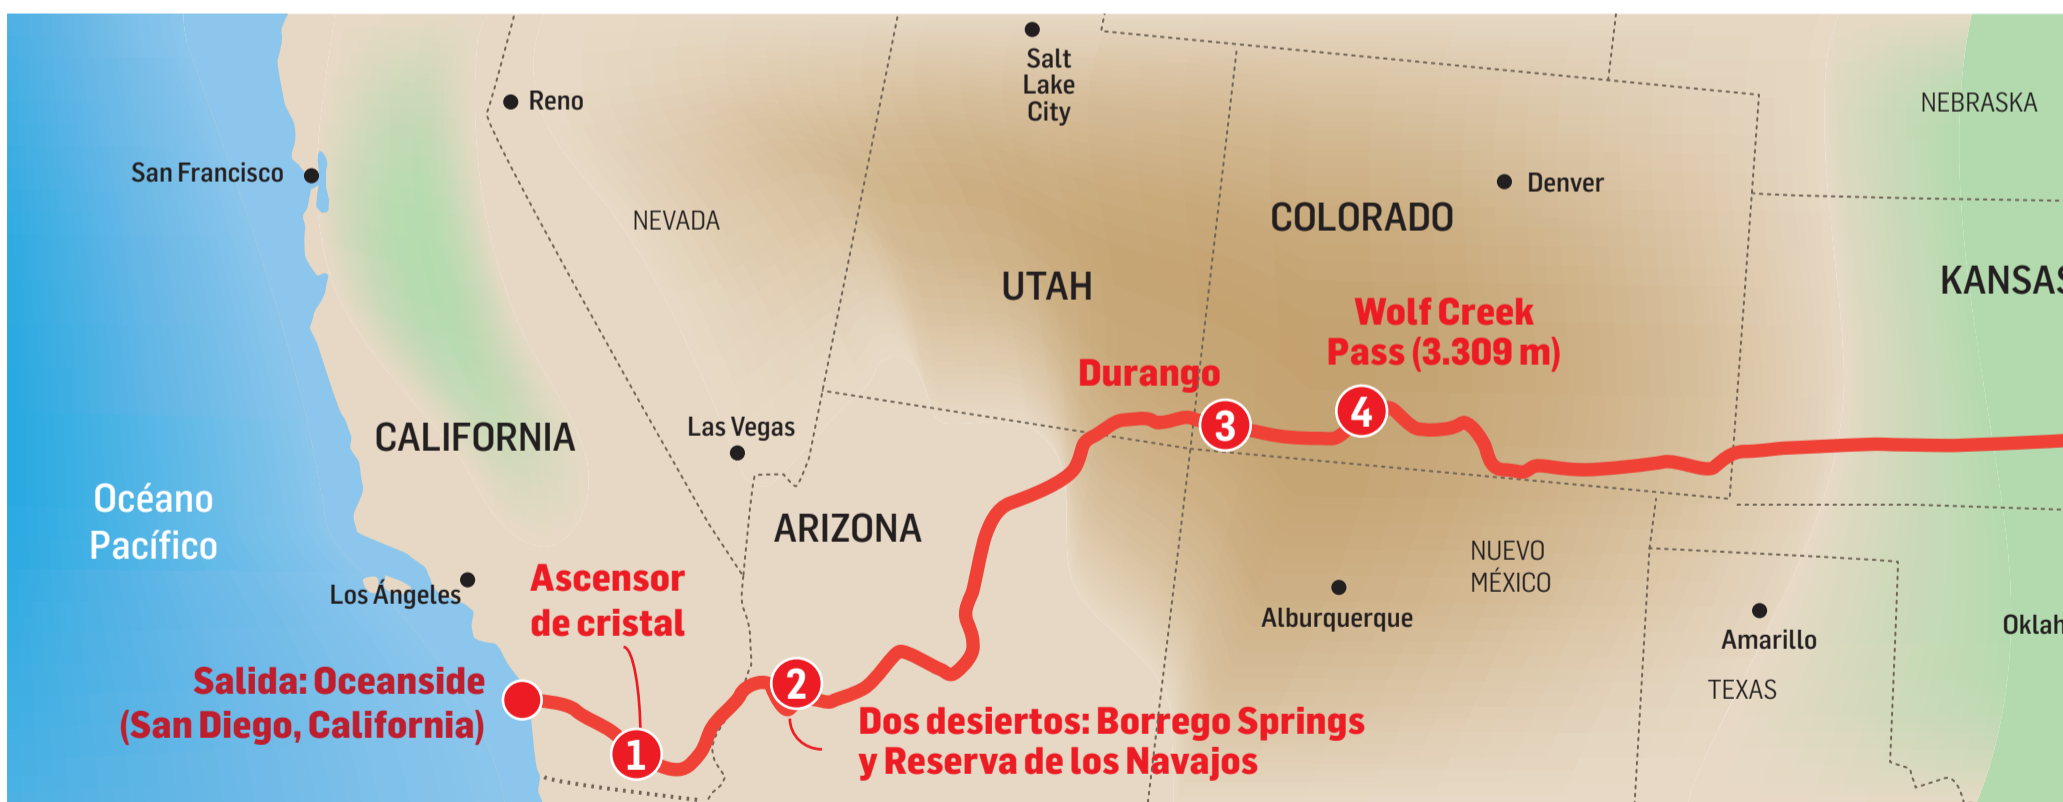 Salt
Lake
City
Reno
NEBRASKA
San Francisco
Denver
NEVADA
COLORADO
UTAH
KANSAS
Wolf Creek
Pass (3.309 m)
Durango
3
4
Las Vegas
CALIFORNIA
Océano
Pacífico
ARIZONA
NUEVO
MÉXICO
Los Ángeles
Ascensor
de cristal
Alburquerque
Amarillo
Oklah
TEXAS
Salida: Oceanside
(San Diego, California)
1
2
Dos desiertos: Borrego Springs
y Reserva de los Navajos